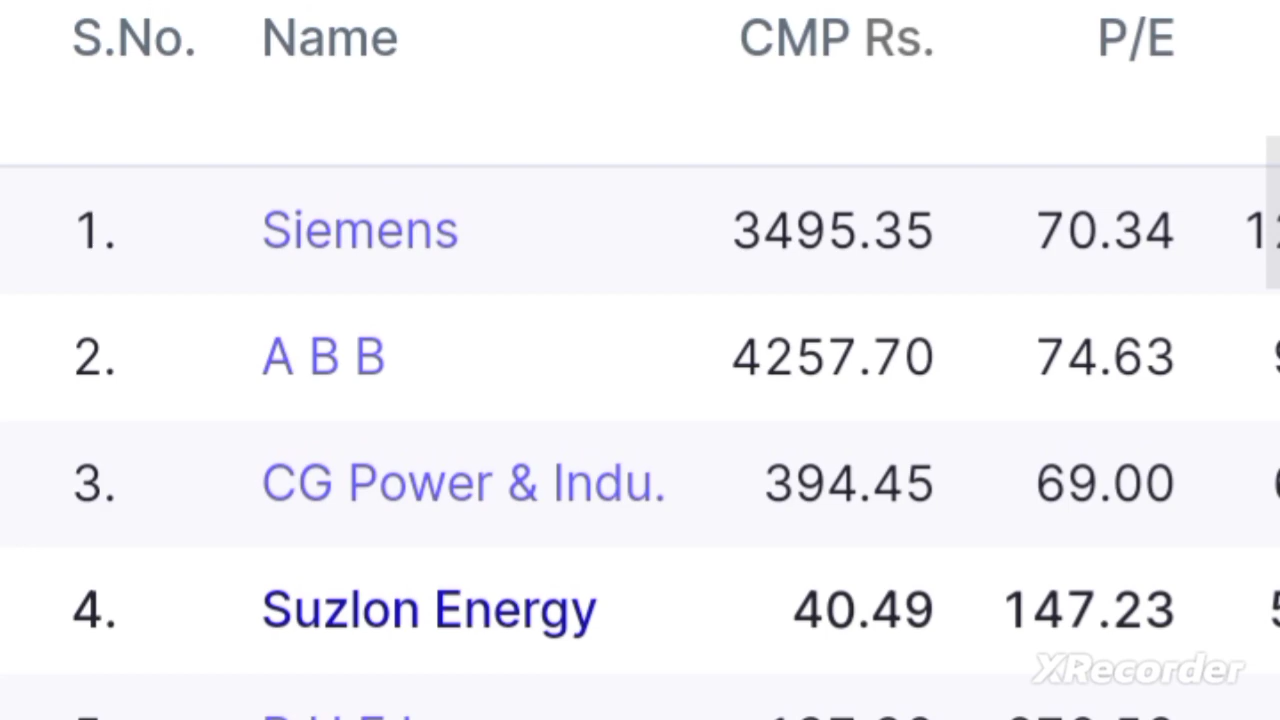 S.No. Name CMP Rs. P/E
1. Siemens 3495.35 70.34
2. A B B 4257.70 74.63
3. CG Power & Indu. 394.45 69.00
4. Suzlon Energy 40.49 147.23
XRecorder